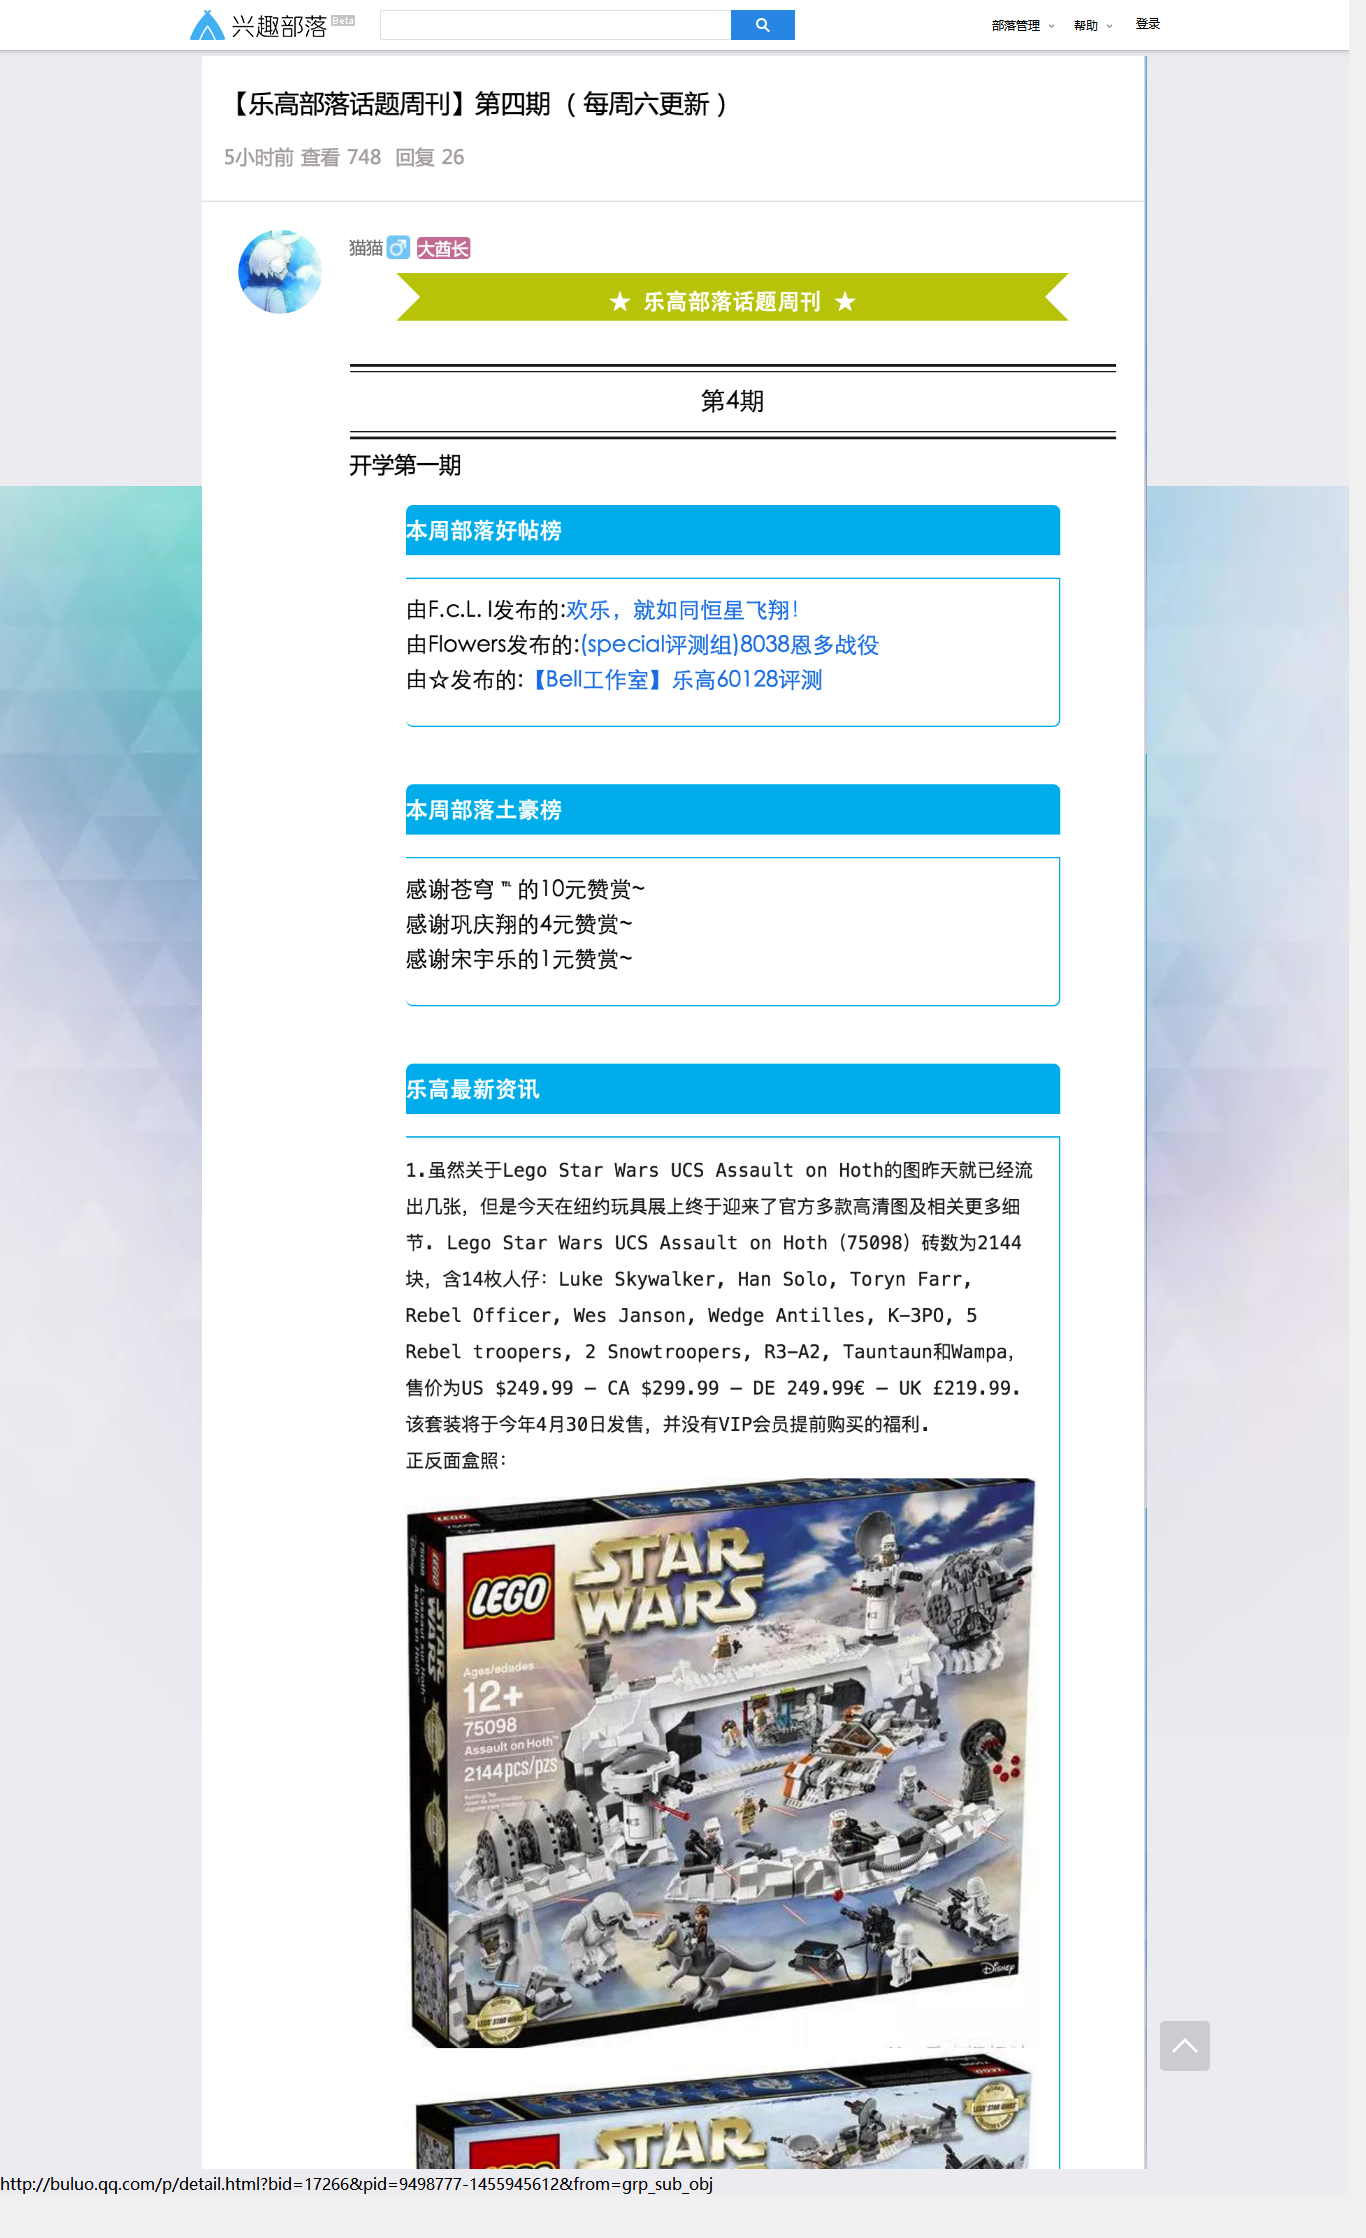 兴趣部落 Beta
部落管理 帮助 登录
【乐高部落话题周刊】第四期（每周六更新）
5小时前 查看 748 回复 26
猫猫 大酋长
★ 乐高部落话题周刊 ★
第4期
开学第一期
本周部落好帖榜
由F.c.L. I发布的:欢乐，就如同恒星飞翔！
由Flowers发布的:(special评测组)8038恩多战役
由☆发布的:【Bell工作室】乐高60128评测
本周部落土豪榜
感谢苍穹 ℡ 的10元赞赏~
感谢巩庆翔的4元赞赏~
感谢宋宇乐的1元赞赏~
乐高最新资讯
1.虽然关于Lego Star Wars UCS Assault on Hoth的图昨天就已经流
出几张，但是今天在纽约玩具展上终于迎来了官方多款高清图及相关更多细
节. Lego Star Wars UCS Assault on Hoth（75098）砖数为2144
块，含14枚人仔：Luke Skywalker, Han Solo, Toryn Farr,
Rebel Officer, Wes Janson, Wedge Antilles, K-3PO, 5
Rebel troopers, 2 Snowtroopers, R3-A2, Tauntaun和Wampa，
售价为US $249.99 – CA $299.99 – DE 249.99€ – UK £219.99.
该套装将于今年4月30日发售，并没有VIP会员提前购买的福利.
正反面盒照：
LEGO
75098
LEGO
STAR
WARS
Ages/edades
12+
75098
Assault on Hoth™
2144pcs/pzs
Disney
LEGO STAR WARS
LEGO
STAR
LEGO STAR WARS
http://buluo.qq.com/p/detail.html?bid=17266&pid=9498777-1455945612&from=grp_sub_obj